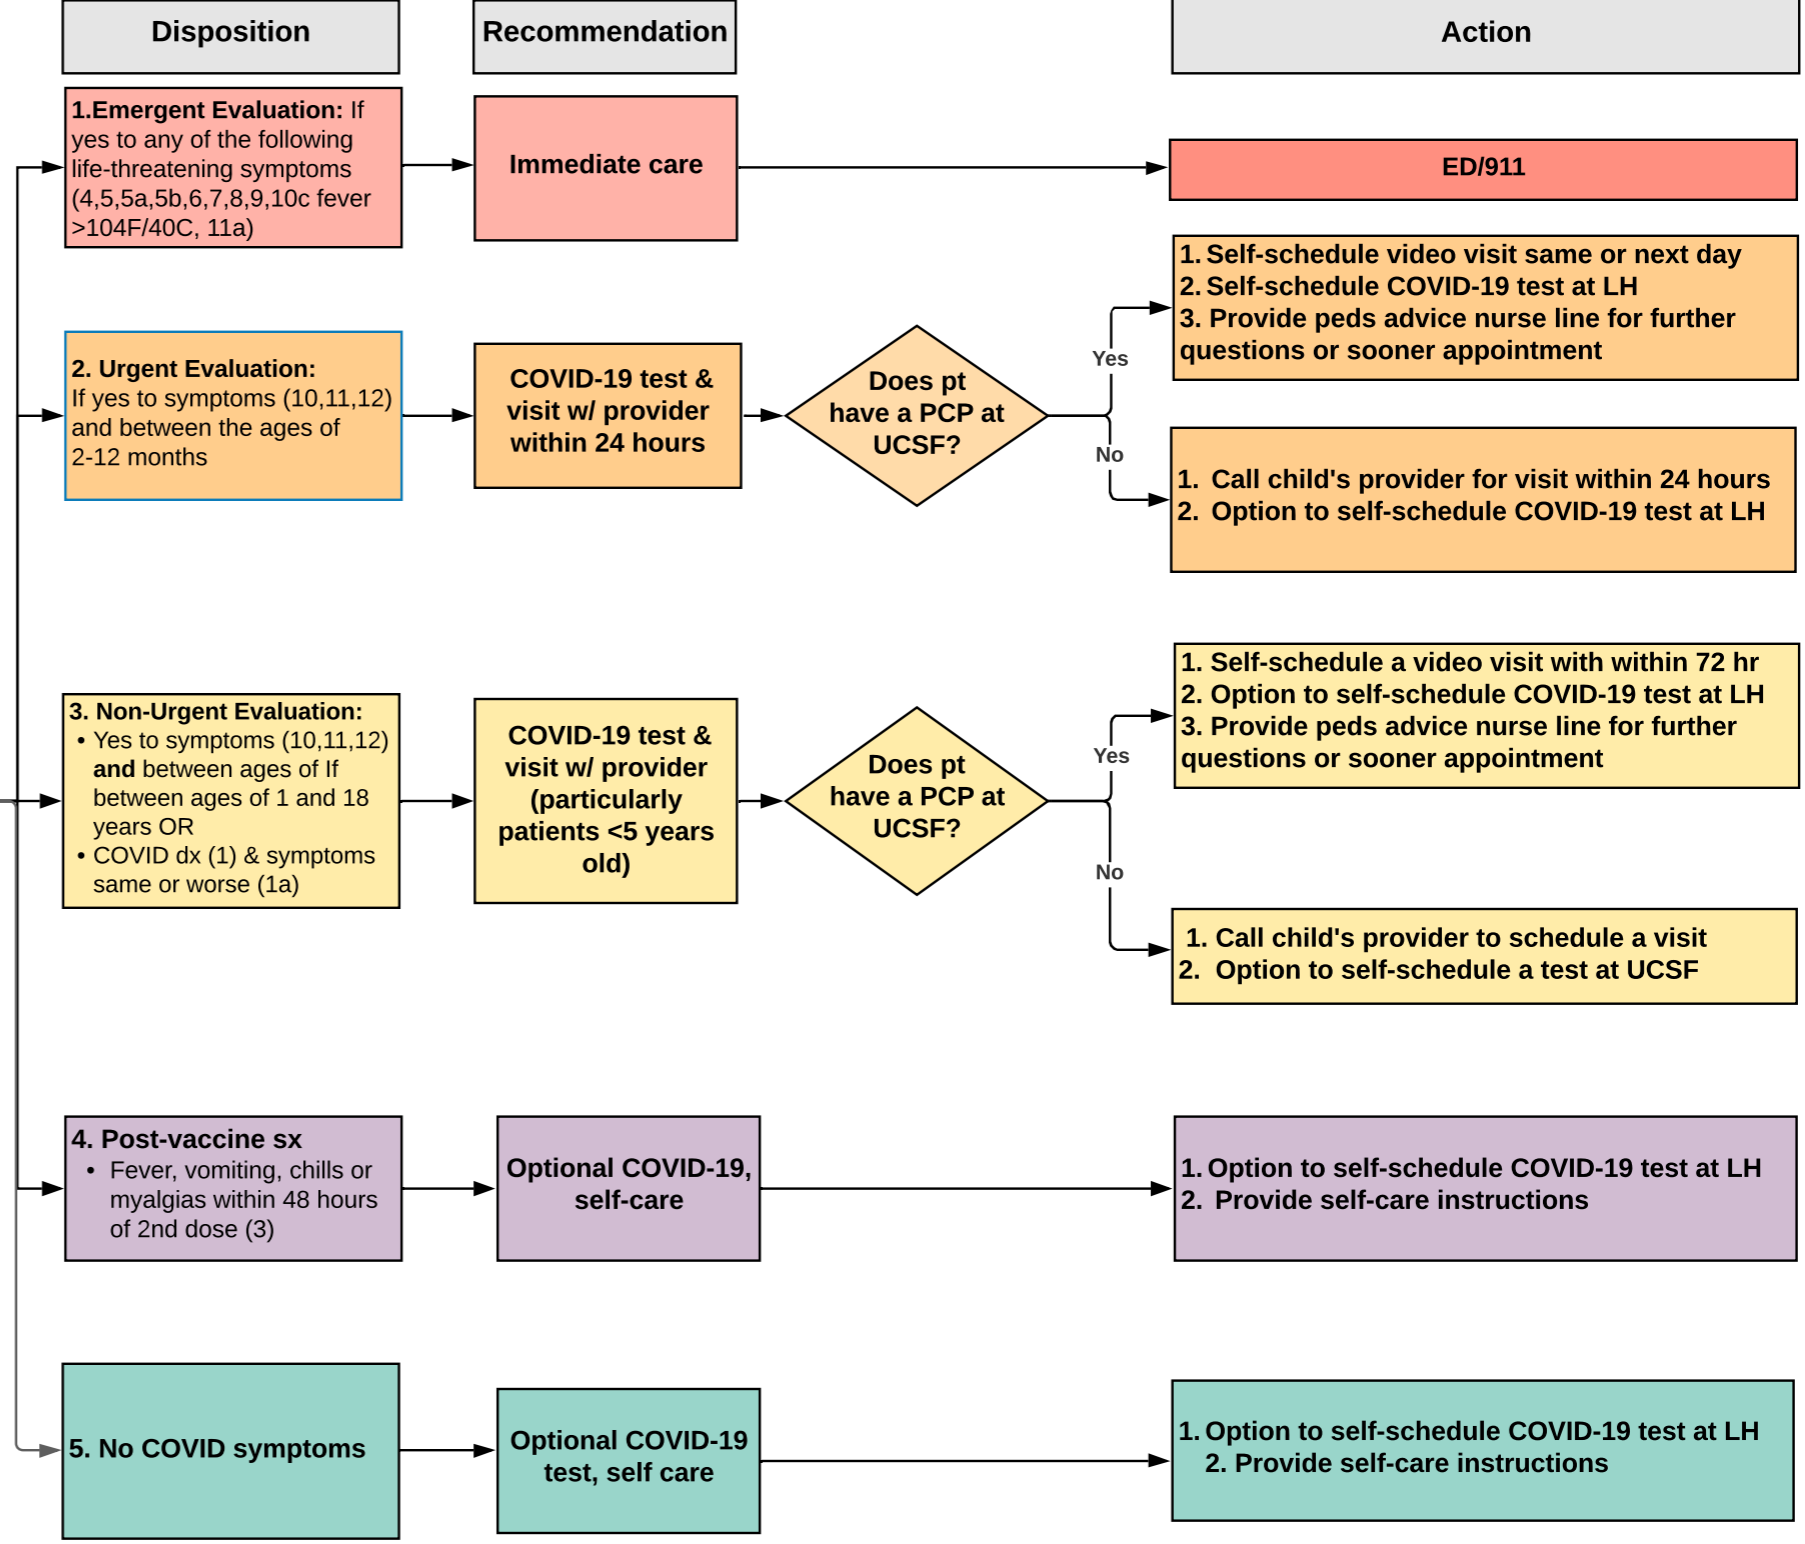 Disposition
Recommendation
Action
1.Emergent Evaluation: If
yes to any of the following
life-threatening symptoms
(4,5,5a,5b,6,7,8,9,10c fever
>104F/40C, 11a)
Immediate care
ED/911
2. Urgent Evaluation:
If yes to symptoms (10,11,12)
and between the ages of
2-12 months
COVID-19 test &
visit w/ provider
within 24 hours
Does pt
have a PCP at
UCSF?
Yes
1. Self-schedule video visit same or next day
2. Self-schedule COVID-19 test at LH
3. Provide peds advice nurse line for further
questions or sooner appointment
No
1. Call child's provider for visit within 24 hours
2. Option to self-schedule COVID-19 test at LH
3. Non-Urgent Evaluation:
• Yes to symptoms (10,11,12)
and between ages of If
between ages of 1 and 18
years OR
• COVID dx (1) & symptoms
same or worse (1a)
COVID-19 test &
visit w/ provider
(particularly
patients <5 years
old)
Does pt
have a PCP at
UCSF?
Yes
1. Self-schedule a video visit with within 72 hr
2. Option to self-schedule COVID-19 test at LH
3. Provide peds advice nurse line for further
questions or sooner appointment
No
1. Call child's provider to schedule a visit
2. Option to self-schedule a test at UCSF
4. Post-vaccine sx
• Fever, vomiting, chills or
myalgias within 48 hours
of 2nd dose (3)
Optional COVID-19,
self-care
1. Option to self-schedule COVID-19 test at LH
2. Provide self-care instructions
5. No COVID symptoms
Optional COVID-19
test, self care
1. Option to self-schedule COVID-19 test at LH
2. Provide self-care instructions